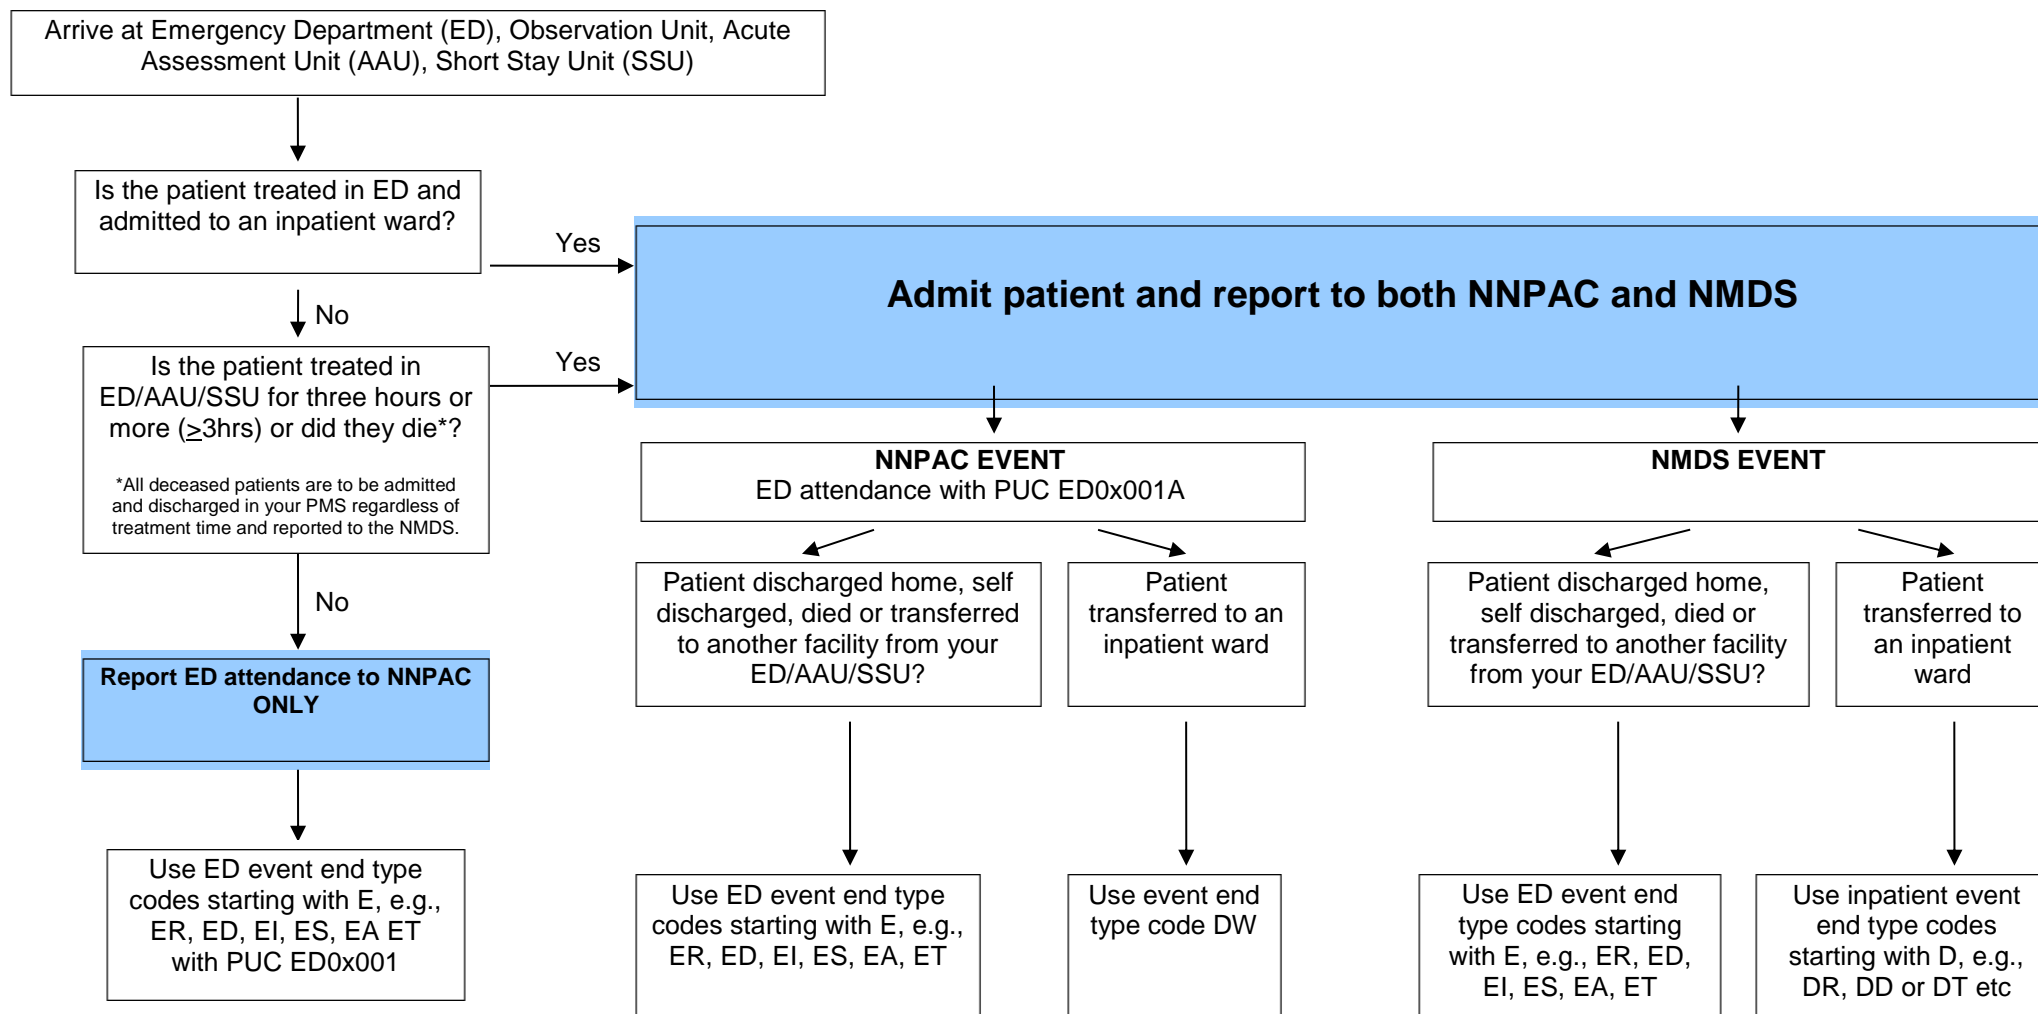 Arrive at Emergency Department (ED), Observation Unit, Acute
Assessment Unit (AAU), Short Stay Unit (SSU)
Is the patient treated in ED and
admitted to an inpatient ward?
Yes
Admit patient and report to both NNPAC and NMDS
No
Is the patient treated in
ED/AAU/SSU for three hours or
more (≥3hrs) or did they die*?
*All deceased patients are to be admitted
and discharged in your PMS regardless of
treatment time and reported to the NMDS.
Yes
NNPAC EVENT
ED attendance with PUC ED0x001A
NMDS EVENT
No
Patient discharged home, self
discharged, died or transferred
to another facility from your
ED/AAU/SSU?
Patient
transferred to an
inpatient ward
Patient discharged home,
self discharged, died or
transferred to another facility
from your ED/AAU/SSU?
Patient
transferred to
an inpatient
ward
Report ED attendance to NNPAC
ONLY
Use ED event end type
codes starting with E, e.g.,
ER, ED, EI, ES, EA ET
with PUC ED0x001
Use ED event end type
codes starting with E, e.g.,
ER, ED, EI, ES, EA, ET
Use event end
type code DW
Use ED event end
type codes starting
with E, e.g., ER, ED,
EI, ES, EA, ET
Use inpatient event
end type codes
starting with D, e.g.,
DR, DD or DT etc